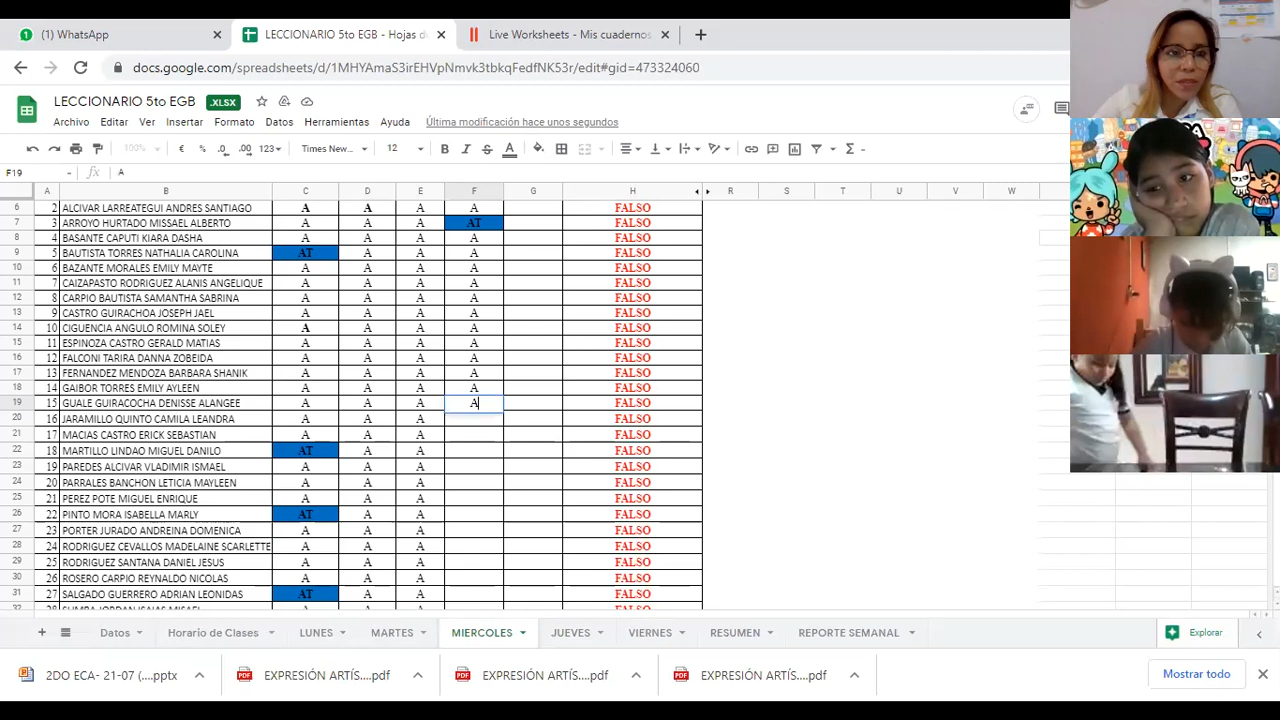 (1) WhatsApp
LECCIONARIO 5to EGB - Hojas d
Live Worksheets - Mis cuadernos
docs.google.com/spreadsheets/d/1MHYAmaS3irEHVpNmvk3tbkqFedfNK53r/edit#gid=473324060
LECCIONARIO 5to EGB .XLSX
Archivo Editar Ver Insertar Formato Datos Herramientas Ayuda Última modificación hace unos segundos
100% € % .0 .00 123 Times New... 12 B I S A
F19 fx A
A B C D E F G H R S T U V W
6 2 ALCIVAR LARREATEGUI ANDRES SANTIAGO A A A A FALSO
7 3 ARROYO HURTADO MISSAEL ALBERTO A A A AT FALSO
8 4 BASANTE CAPUTI KIARA DASHA A A A A FALSO
9 5 BAUTISTA TORRES NATHALIA CAROLINA AT A A A FALSO
10 6 BAZANTE MORALES EMILY MAYTE A A A A FALSO
11 7 CAIZAPASTO RODRIGUEZ ALANIS ANGELIQUE A A A A FALSO
12 8 CARPIO BAUTISTA SAMANTHA SABRINA A A A A FALSO
13 9 CASTRO GUIRACHOA JOSEPH JAEL A A A A FALSO
14 10 CIGUENCIA ANGULO ROMINA SOLEY A A A A FALSO
15 11 ESPINOZA CASTRO GERALD MATIAS A A A A FALSO
16 12 FALCONI TARIRA DANNA ZOBEIDA A A A A FALSO
17 13 FERNANDEZ MENDOZA BARBARA SHANIK A A A A FALSO
18 14 GAIBOR TORRES EMILY AYLEEN A A A A FALSO
19 15 GUALE GUIRACOCHA DENISSE ALANGEE A A A A FALSO
20 16 JARAMILLO QUINTO CAMILA LEANDRA A A A FALSO
21 17 MACIAS CASTRO ERICK SEBASTIAN A A A FALSO
22 18 MARTILLO LINDAO MIGUEL DANILO AT A A FALSO
23 19 PAREDES ALCIVAR VLADIMIR ISMAEL A A A FALSO
24 20 PARRALES BANCHON LETICIA MAYLEEN A A A FALSO
25 21 PEREZ POTE MIGUEL ENRIQUE A A A FALSO
26 22 PINTO MORA ISABELLA MARLY AT A A FALSO
27 23 PORTER JURADO ANDREINA DOMENICA A A A FALSO
28 24 RODRIGUEZ CEVALLOS MADELAINE SCARLETTE A A A FALSO
29 25 RODRIGUEZ SANTANA DANIEL JESUS A A A FALSO
30 26 ROSERO CARPIO REYNALDO NICOLAS A A A FALSO
31 27 SALGADO GUERRERO ADRIAN LEONIDAS AT A A FALSO
Datos Horario de Clases LUNES MARTES MIERCOLES JUEVES VIERNES RESUMEN REPORTE SEMANAL Explorar
2DO ECA- 21-07 (....pptx EXPRESIÓN ARTÍS....pdf EXPRESIÓN ARTÍS....pdf EXPRESIÓN ARTÍS....pdf Mostrar todo